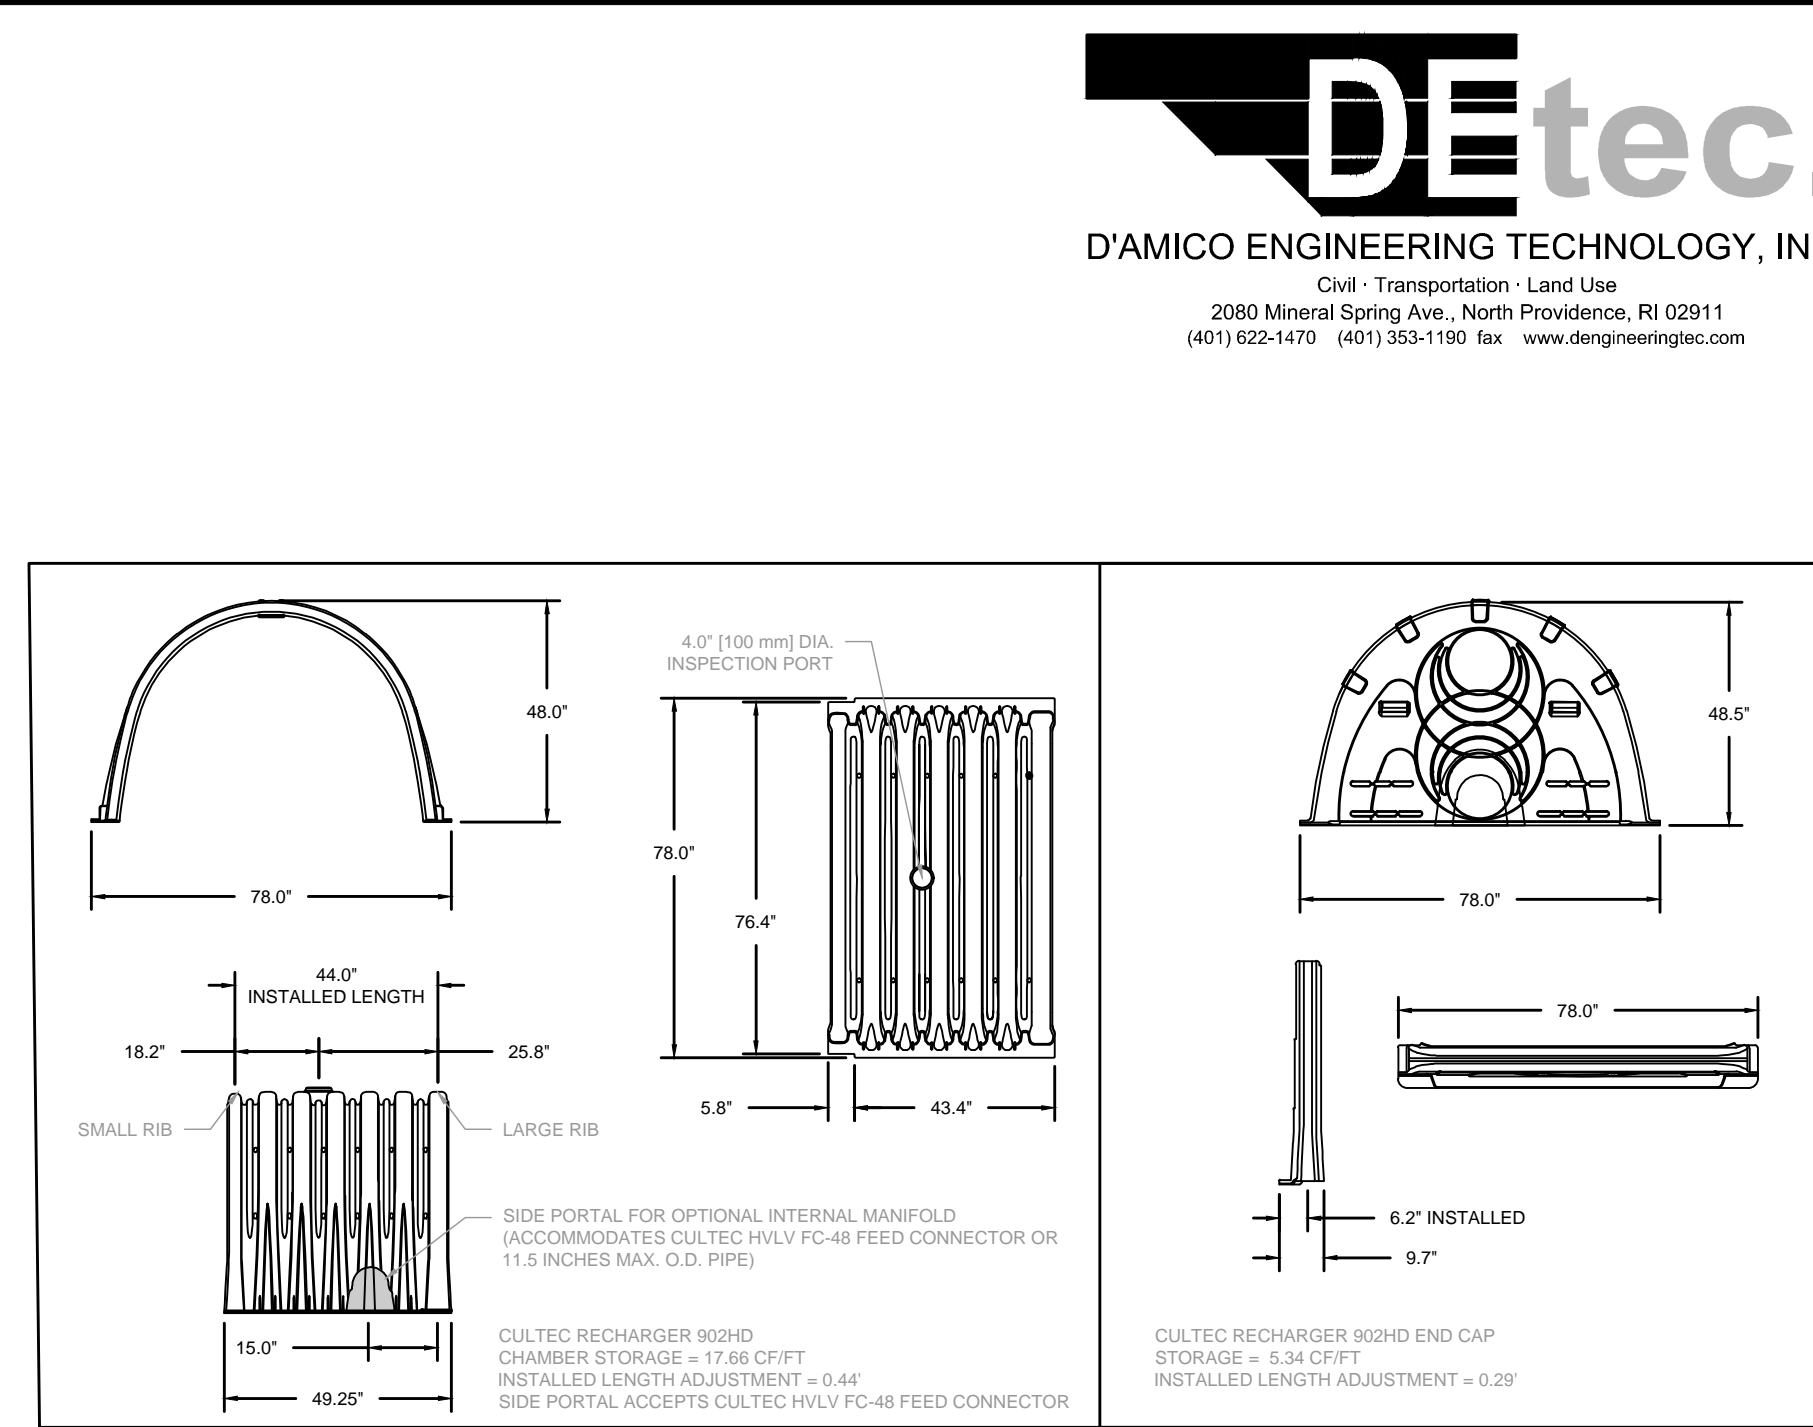 DEtec.
D'AMICO ENGINEERING TECHNOLOGY, IN
Civil · Transportation · Land Use
2080 Mineral Spring Ave., North Providence, RI 02911
(401) 622-1470 (401) 353-1190 fax www.dengineeringtec.com
48.0"
78.0"
4.0" [100 mm] DIA.
INSPECTION PORT
78.0"
76.4"
5.8"
43.4"
44.0"
INSTALLED LENGTH
18.2"
25.8"
SMALL RIB
LARGE RIB
SIDE PORTAL FOR OPTIONAL INTERNAL MANIFOLD
(ACCOMMODATES CULTEC HVLV FC-48 FEED CONNECTOR OR
11.5 INCHES MAX. O.D. PIPE)
15.0"
49.25"
CULTEC RECHARGER 902HD
CHAMBER STORAGE = 17.66 CF/FT
INSTALLED LENGTH ADJUSTMENT = 0.44'
SIDE PORTAL ACCEPTS CULTEC HVLV FC-48 FEED CONNECTOR
48.5"
78.0"
78.0"
6.2" INSTALLED
9.7"
CULTEC RECHARGER 902HD END CAP
STORAGE = 5.34 CF/FT
INSTALLED LENGTH ADJUSTMENT = 0.29'